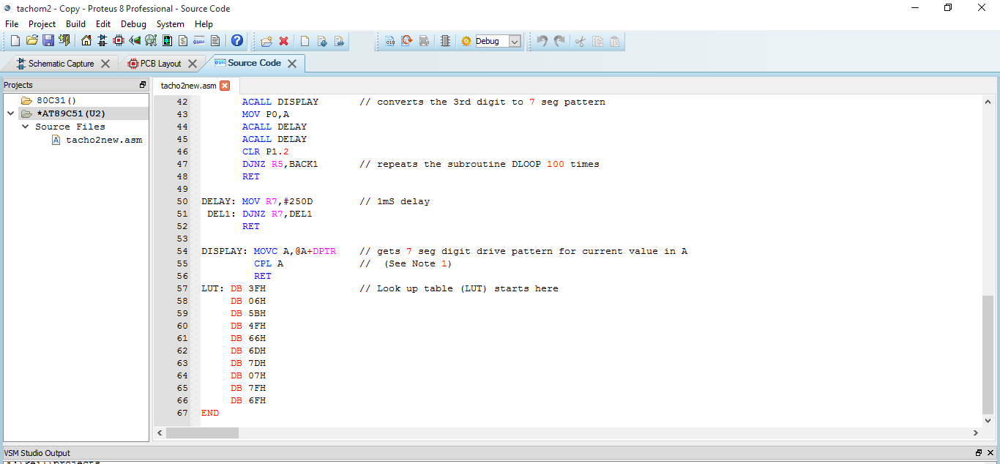 tachom2 - Copy - Proteus 8 Professional - Source Code
File Project Build Edit Debug System Help
Debug
Schematic Capture PCB Layout Source Code
Projects
80C31()
★AT89C51(U2)
Source Files
tacho2new.asm
tacho2new.asm
42 ACALL DISPLAY // converts the 3rd digit to 7 seg pattern
43 MOV P0,A
44 ACALL DELAY
45 ACALL DELAY
46 CLR P1.2
47 DJNZ R5,BACK1 // repeats the subroutine DLOOP 100 times
48 RET
49
50 DELAY: MOV R7,#250D // 1mS delay
51 DEL1: DJNZ R7,DEL1
52 RET
53
54 DISPLAY: MOVC A,@A+DPTR // gets 7 seg digit drive pattern for current value in A
55 CPL A // (See Note 1)
56 RET
57 LUT: DB 3FH // Look up table (LUT) starts here
58 DB 06H
59 DB 5BH
60 DB 4FH
61 DB 66H
62 DB 6DH
63 DB 7DH
64 DB 07H
65 DB 7FH
66 DB 6FH
67 END
VSM Studio Output